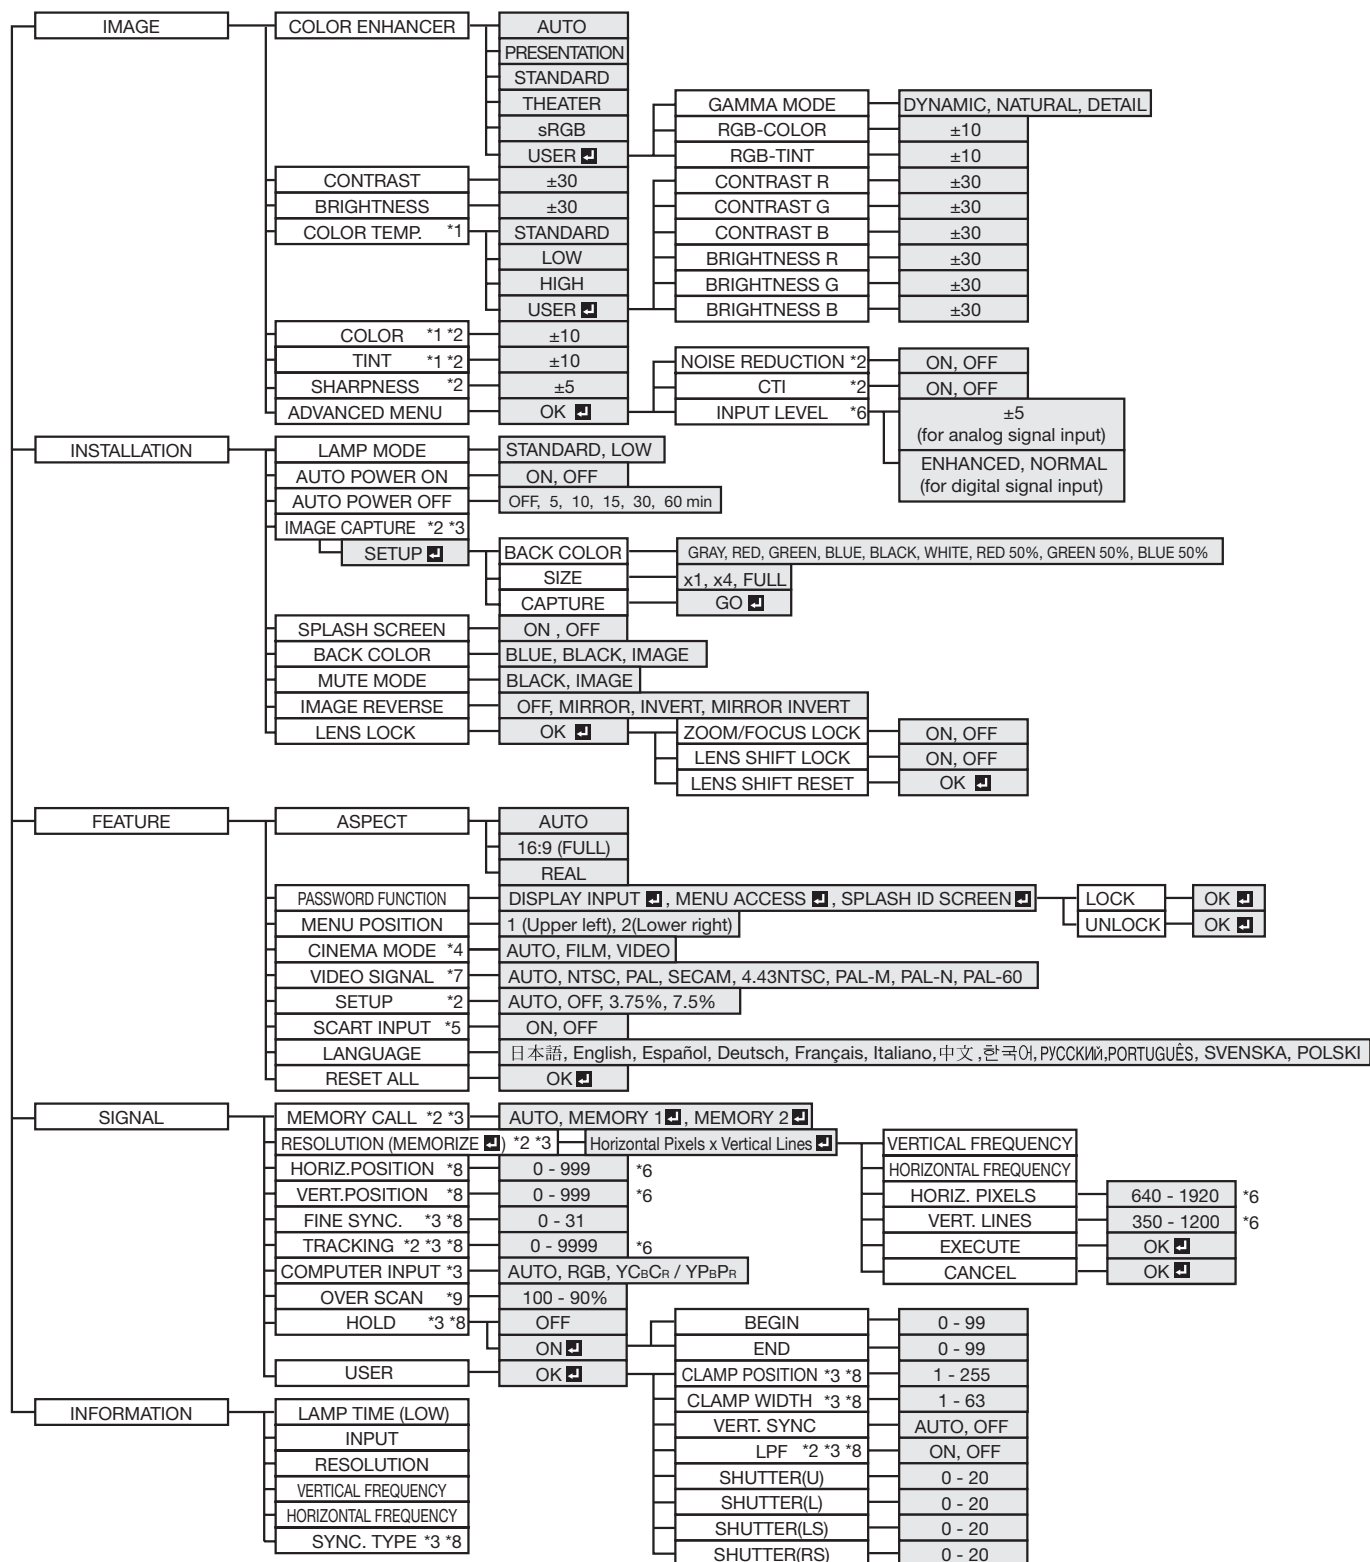 IMAGE COLOR ENHANCER AUTO
PRESENTATION
STANDARD
THEATER GAMMA MODE DYNAMIC, NATURAL, DETAIL
sRGB RGB-COLOR ±10
USER RGB-TINT ±10
CONTRAST ±30 CONTRAST R ±30
BRIGHTNESS ±30 CONTRAST G ±30
COLOR TEMP. *1 STANDARD CONTRAST B ±30
LOW BRIGHTNESS R ±30
HIGH BRIGHTNESS G ±30
USER BRIGHTNESS B ±30
COLOR *1 *2 ±10
TINT *1 *2 ±10 NOISE REDUCTION *2 ON, OFF
SHARPNESS *2 ±5 CTI *2 ON, OFF
ADVANCED MENU OK INPUT LEVEL *6 ±5
(for analog signal input)
ENHANCED, NORMAL
(for digital signal input)
INSTALLATION LAMP MODE STANDARD, LOW
AUTO POWER ON ON, OFF
AUTO POWER OFF OFF, 5, 10, 15, 30, 60 min
IMAGE CAPTURE *2 *3
SETUP BACK COLOR GRAY, RED, GREEN, BLUE, BLACK, WHITE, RED 50%, GREEN 50%, BLUE 50%
SIZE x1, x4, FULL
CAPTURE GO
SPLASH SCREEN ON , OFF
BACK COLOR BLUE, BLACK, IMAGE
MUTE MODE BLACK, IMAGE
IMAGE REVERSE OFF, MIRROR, INVERT, MIRROR INVERT
LENS LOCK OK ZOOM/FOCUS LOCK ON, OFF
LENS SHIFT LOCK ON, OFF
LENS SHIFT RESET OK
FEATURE ASPECT AUTO
16:9 (FULL)
REAL
PASSWORD FUNCTION DISPLAY INPUT , MENU ACCESS , SPLASH ID SCREEN LOCK OK
UNLOCK OK
MENU POSITION 1 (Upper left), 2(Lower right)
CINEMA MODE *4 AUTO, FILM, VIDEO
VIDEO SIGNAL *7 AUTO, NTSC, PAL, SECAM, 4.43NTSC, PAL-M, PAL-N, PAL-60
SETUP *2 AUTO, OFF, 3.75%, 7.5%
SCART INPUT *5 ON, OFF
LANGUAGE 日本語, English, Español, Deutsch, Français, Italiano, 中文 , 한국어, РУССКИЙ,PORTUGUÊS, SVENSKA, POLSKI
RESET ALL OK
SIGNAL MEMORY CALL *2 *3 AUTO, MEMORY 1 , MEMORY 2
RESOLUTION (MEMORIZE ) *2 *3 Horizontal Pixels x Vertical Lines VERTICAL FREQUENCY
HORIZ.POSITION *8 0 - 999 *6 HORIZONTAL FREQUENCY
VERT.POSITION *8 0 - 999 *6 HORIZ. PIXELS 640 - 1920 *6
FINE SYNC. *3 *8 0 - 31 VERT. LINES 350 - 1200 *6
TRACKING *2 *3 *8 0 - 9999 *6 EXECUTE OK
COMPUTER INPUT *3 AUTO, RGB, YCBCR / YPBPR CANCEL OK
OVER SCAN *9 100 - 90%
HOLD *3 *8 OFF BEGIN 0 - 99
ON END 0 - 99
USER OK CLAMP POSITION *3 *8 1 - 255
CLAMP WIDTH *3 *8 1 - 63
INFORMATION LAMP TIME (LOW) VERT. SYNC AUTO, OFF
INPUT LPF *2 *3 *8 ON, OFF
RESOLUTION SHUTTER(U) 0 - 20
VERTICAL FREQUENCY SHUTTER(L) 0 - 20
HORIZONTAL FREQUENCY SHUTTER(LS) 0 - 20
SYNC. TYPE *3 *8 SHUTTER(RS) 0 - 20